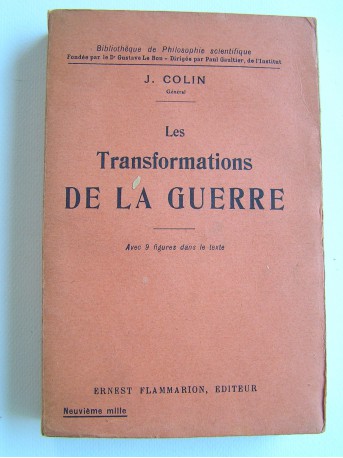 Bibliothèque de Philosophie scientifique
Fondée par le Dr Gustave Le Bon - Dirigée par Paul Gaultier, de l'Institut
J. COLIN
Général
Les
Transformations
DE LA GUERRE
Avec 9 figures dans le texte
ERNEST FLAMMARION, EDITEUR
Neuvième mille